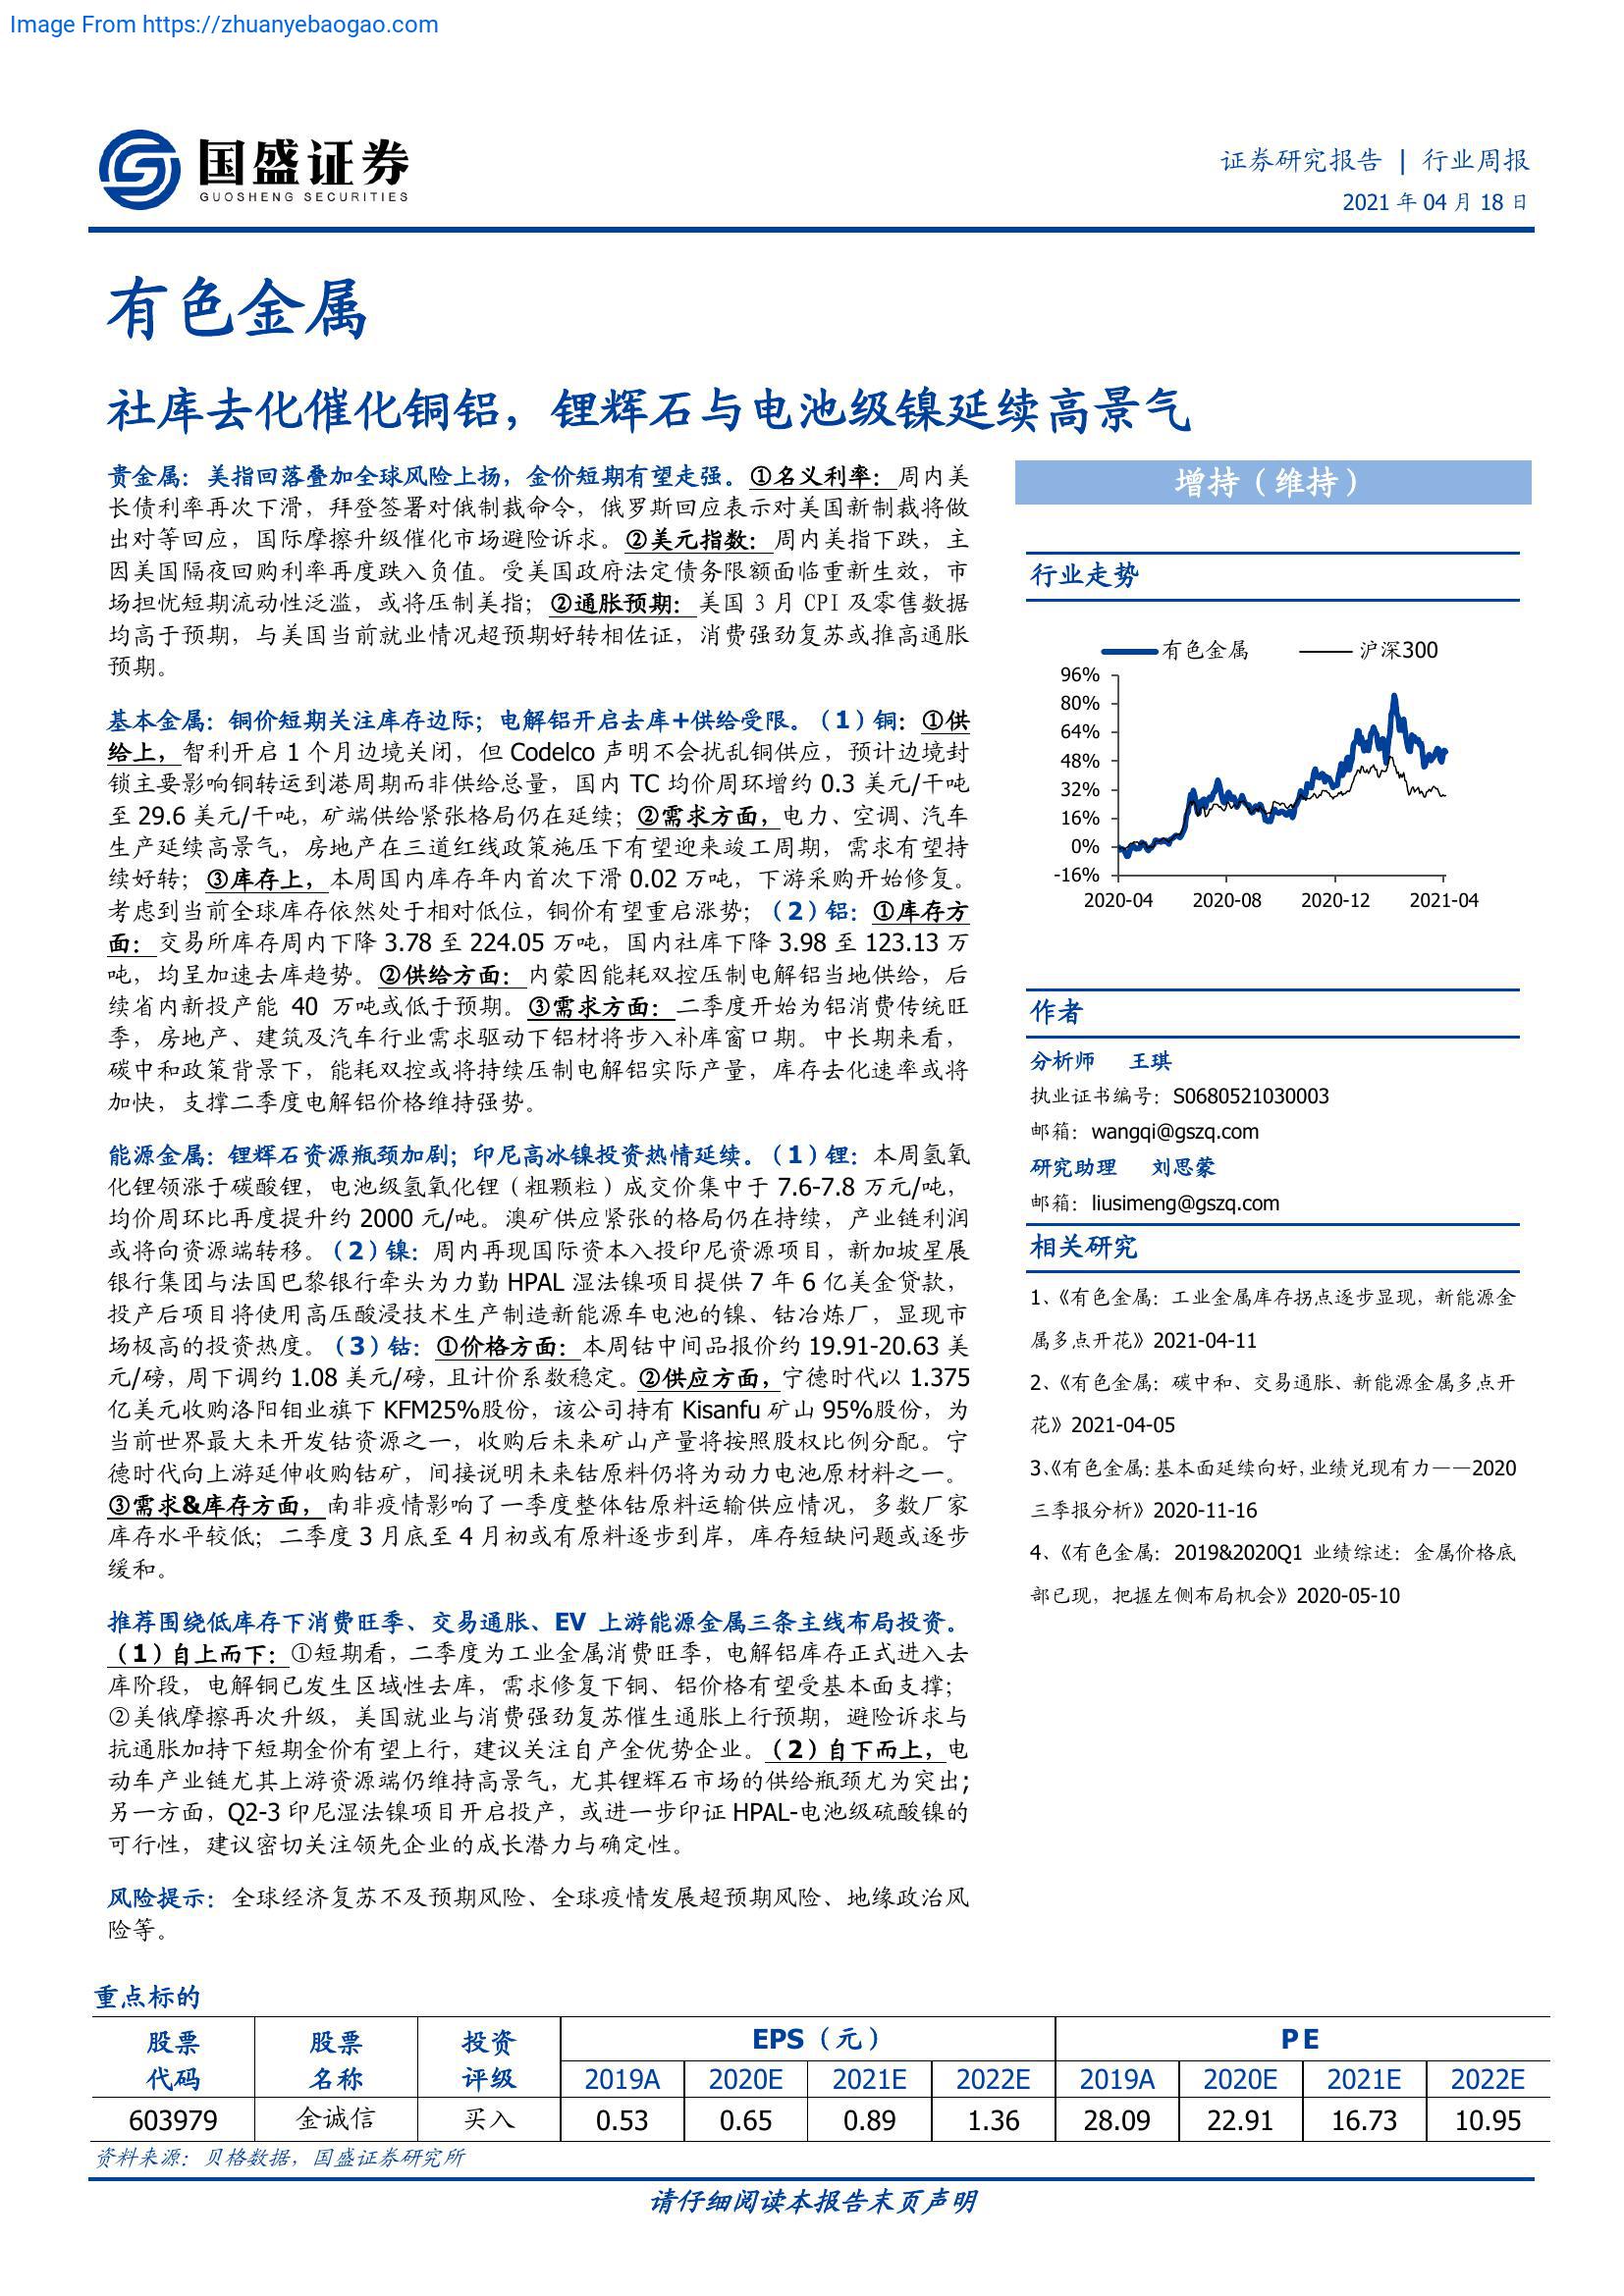 Image From https://zhuanyebaogao.com
国盛证券
GUOSHENG SECURITIES
证券研究报告 | 行业周报
2021 年 04 月 18 日
有色金属
社库去化催化铜铝，锂辉石与电池级镍延续高景气
贵金属：美指回落叠加全球风险上扬，金价短期有望走强。①名义利率：周内美
长债利率再次下滑，拜登签署对俄制裁命令，俄罗斯回应表示对美国新制裁将做
出对等回应，国际摩擦升级催化市场避险诉求。②美元指数：周内美指下跌，主
因美国隔夜回购利率再度跌入负值。受美国政府法定债务限额面临重新生效，市
场担忧短期流动性泛滥，或将压制美指；②通胀预期：美国 3 月 CPI 及零售数据
均高于预期，与美国当前就业情况超预期好转相佐证，消费强劲复苏或推高通胀
预期。
基本金属：铜价短期关注库存边际；电解铝开启去库+供给受限。（1）铜：①供
给上，智利开启 1 个月边境关闭，但 Codelco 声明不会扰乱铜供应，预计边境封
锁主要影响铜转运到港周期而非供给总量，国内 TC 均价周环增约 0.3 美元/干吨
至 29.6 美元/干吨，矿端供给紧张格局仍在延续；②需求方面，电力、空调、汽车
生产延续高景气，房地产在三道红线政策施压下有望迎来竣工周期，需求有望持
续好转；③库存上，本周国内库存年内首次下滑 0.02 万吨，下游采购开始修复。
考虑到当前全球库存依然处于相对低位，铜价有望重启涨势；（2）铝：①库存方
面：交易所库存周内下降 3.78 至 224.05 万吨，国内社库下降 3.98 至 123.13 万
吨，均呈加速去库趋势。②供给方面：内蒙因能耗双控压制电解铝当地供给，后
续省内新投产能 40 万吨或低于预期。③需求方面：二季度开始为铝消费传统旺
季，房地产、建筑及汽车行业需求驱动下铝材将步入补库窗口期。中长期来看，
碳中和政策背景下，能耗双控或将持续压制电解铝实际产量，库存去化速率或将
加快，支撑二季度电解铝价格维持强势。
能源金属：锂辉石资源瓶颈加剧；印尼高冰镍投资热情延续。（1）锂：本周氢氧
化锂领涨于碳酸锂，电池级氢氧化锂（粗颗粒）成交价集中于 7.6-7.8 万元/吨，
均价周环比再度提升约 2000 元/吨。澳矿供应紧张的格局仍在持续，产业链利润
或将向资源端转移。（2）镍：周内再现国际资本入投印尼资源项目，新加坡星展
银行集团与法国巴黎银行牵头为力勤 HPAL 湿法镍项目提供 7 年 6 亿美金贷款，
投产后项目将使用高压酸浸技术生产制造新能源车电池的镍、钴冶炼厂，显现市
场极高的投资热度。（3）钴：①价格方面：本周钴中间品报价约 19.91-20.63 美
元/磅，周下调约 1.08 美元/磅，且计价系数稳定。②供应方面，宁德时代以 1.375
亿美元收购洛阳钼业旗下 KFM25%股份，该公司持有 Kisanfu 矿山 95%股份，为
当前世界最大未开发钴资源之一，收购后未来矿山产量将按照股权比例分配。宁
德时代向上游延伸收购钴矿，间接说明未来钴原料仍将为动力电池原材料之一。
③需求&库存方面，南非疫情影响了一季度整体钴原料运输供应情况，多数厂家
库存水平较低；二季度 3 月底至 4 月初或有原料逐步到岸，库存短缺问题或逐步
缓和。
推荐围绕低库存下消费旺季、交易通胀、EV 上游能源金属三条主线布局投资。
（1）自上而下：①短期看，二季度为工业金属消费旺季，电解铝库存正式进入去
库阶段，电解铜已发生区域性去库，需求修复下铜、铝价格有望受基本面支撑；
②美俄摩擦再次升级，美国就业与消费强劲复苏催生通胀上行预期，避险诉求与
抗通胀加持下短期金价有望上行，建议关注自产金优势企业。（2）自下而上，电
动车产业链尤其上游资源端仍维持高景气，尤其锂辉石市场的供给瓶颈尤为突出；
另一方面，Q2-3 印尼湿法镍项目开启投产，或进一步印证 HPAL-电池级硫酸镍的
可行性，建议密切关注领先企业的成长潜力与确定性。
风险提示：全球经济复苏不及预期风险、全球疫情发展超预期风险、地缘政治风
险等。
增持（维持）
行业走势
有色金属 沪深300
96%
80%
64%
48%
32%
16%
0%
-16%
2020-04 2020-08 2020-12 2021-04
作者
分析师 王琪
执业证书编号：S0680521030003
邮箱：wangqi@gszq.com
研究助理 刘思蒙
邮箱：liusimeng@gszq.com
相关研究
1、《有色金属：工业金属库存拐点逐步显现，新能源金
属多点开花》2021-04-11
2、《有色金属：碳中和、交易通胀、新能源金属多点开
花》2021-04-05
3、《有色金属：基本面延续向好，业绩兑现有力——2020
三季报分析》2020-11-16
4、《有色金属：2019&2020Q1 业绩综述：金属价格底
部已现，把握左侧布局机会》2020-05-10
重点标的
股票 股票 投资 EPS（元） PE
代码 名称 评级 2019A 2020E 2021E 2022E 2019A 2020E 2021E 2022E
603979 金诚信 买入 0.53 0.65 0.89 1.36 28.09 22.91 16.73 10.95
资料来源：贝格数据，国盛证券研究所
请仔细阅读本报告末页声明